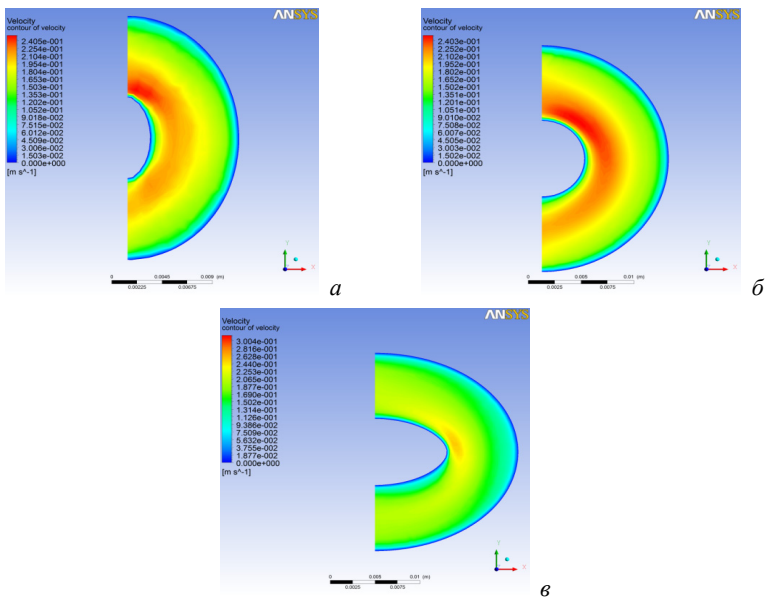 ANSYS
Velocity
contour of velocity
2.405e-001
2.254e-001
2.104e-001
1.954e-001
1.804e-001
1.653e-001
1.503e-001
1.353e-001
1.202e-001
1.052e-001
9.018e-002
7.515e-002
6.012e-002
4.509e-002
3.006e-002
1.503e-002
0.000e+000
[m s^-1]
0 0.0045 0.009 (m)
0.00225 0.00675
Y
X
Z
а
ANSYS
Velocity
contour of velocity
2.403e-001
2.252e-001
2.102e-001
1.952e-001
1.802e-001
1.652e-001
1.502e-001
1.351e-001
1.201e-001
1.051e-001
9.010e-002
7.508e-002
6.007e-002
4.505e-002
3.003e-002
1.502e-002
0.000e+000
[m s^-1]
0 0.005 0.01 (m)
0.0025 0.0075
Y
X
Z
б
ANSYS
Velocity
contour of velocity
3.004e-001
2.816e-001
2.628e-001
2.440e-001
2.253e-001
2.065e-001
1.877e-001
1.690e-001
1.502e-001
1.314e-001
1.126e-001
9.386e-002
7.509e-002
5.632e-002
3.755e-002
1.877e-002
0.000e+000
[m s^-1]
0 0.005 0.01 (m)
0.0025 0.0075
Y
X
Z
в